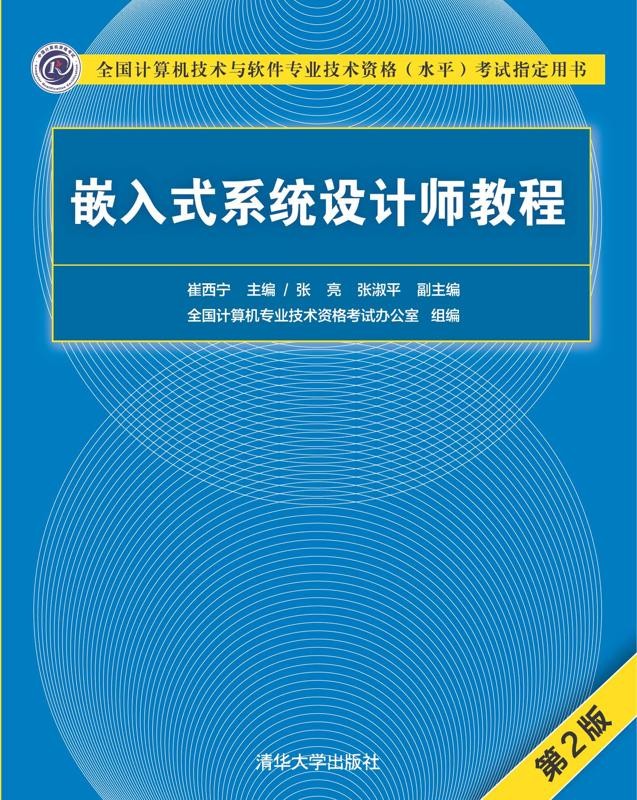 全国计算机技术与软件专业技术资格（水平）考试指定用书
嵌入式系统设计师教程
崔西宁 主编 / 张 亮 张淑平 副主编
全国计算机专业技术资格考试办公室 组编
第2版
清华大学出版社